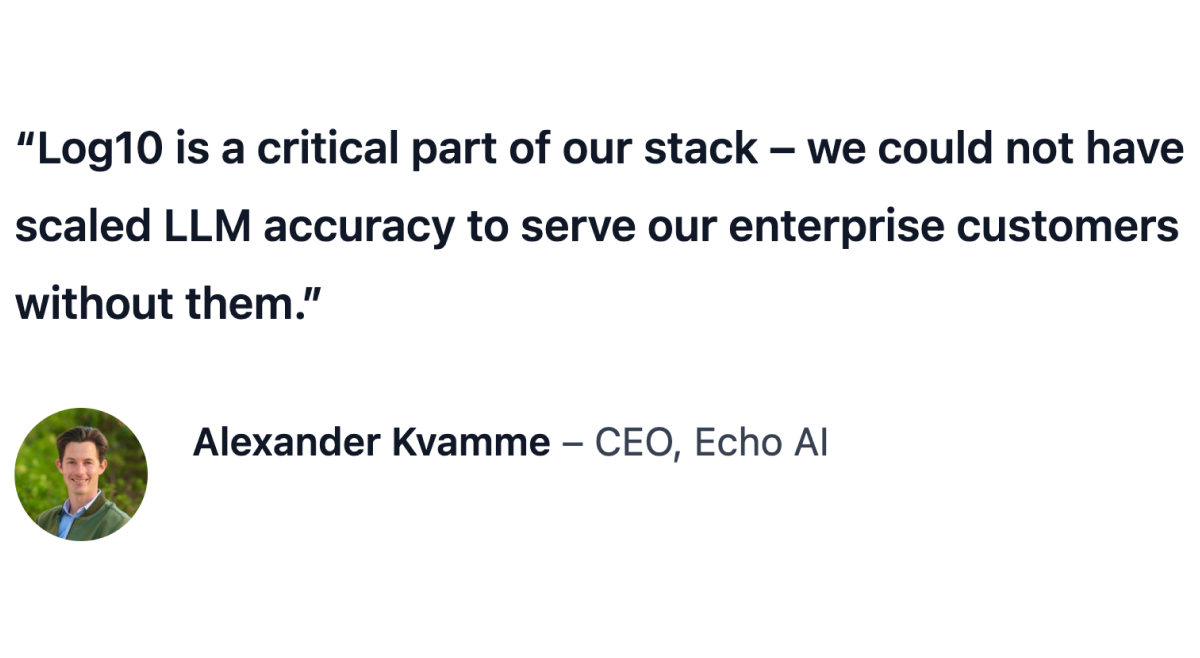 “Log10 is a critical part of our stack – we could not have
scaled LLM accuracy to serve our enterprise customers
without them.”
Alexander Kvamme – CEO, Echo AI